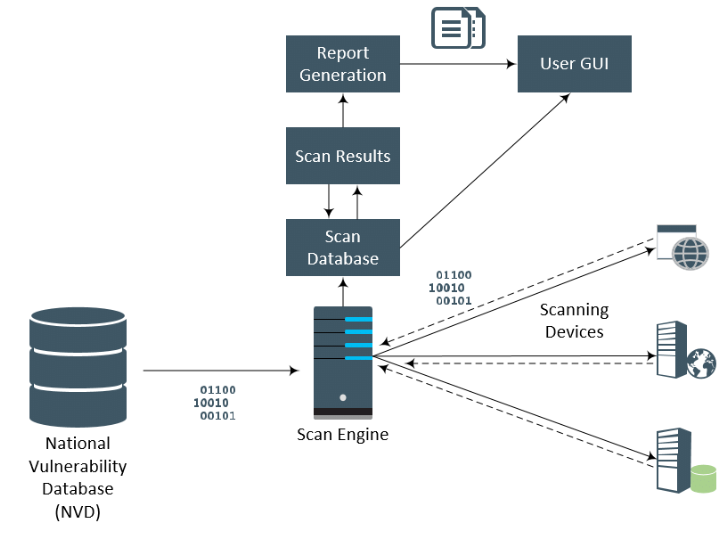 Report
Generation
User GUI
Scan Results
Scan
Database
01100
10010
00101
Scanning
Devices
01100
10010
00101
Scan Engine
National
Vulnerability
Database
(NVD)